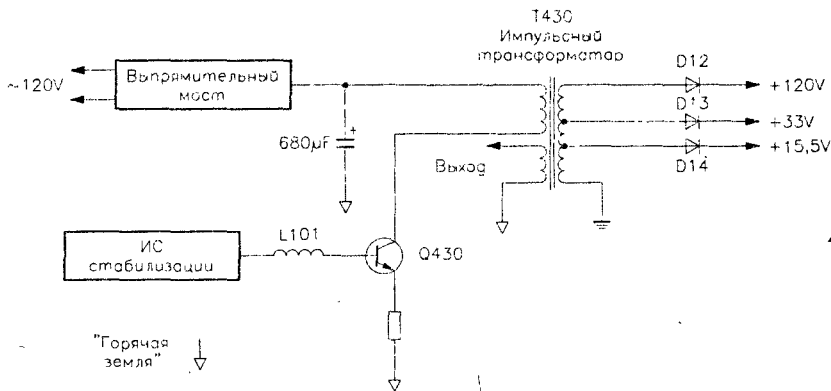 T430
Импульсный
трансформатар
~120V
Выпрямительный
мост
D12
+120V
D13
+33V
680µF
+
+15,5V
Выход
D14
L101
ИС
стабилизации
Q430
"Горячая
земля"